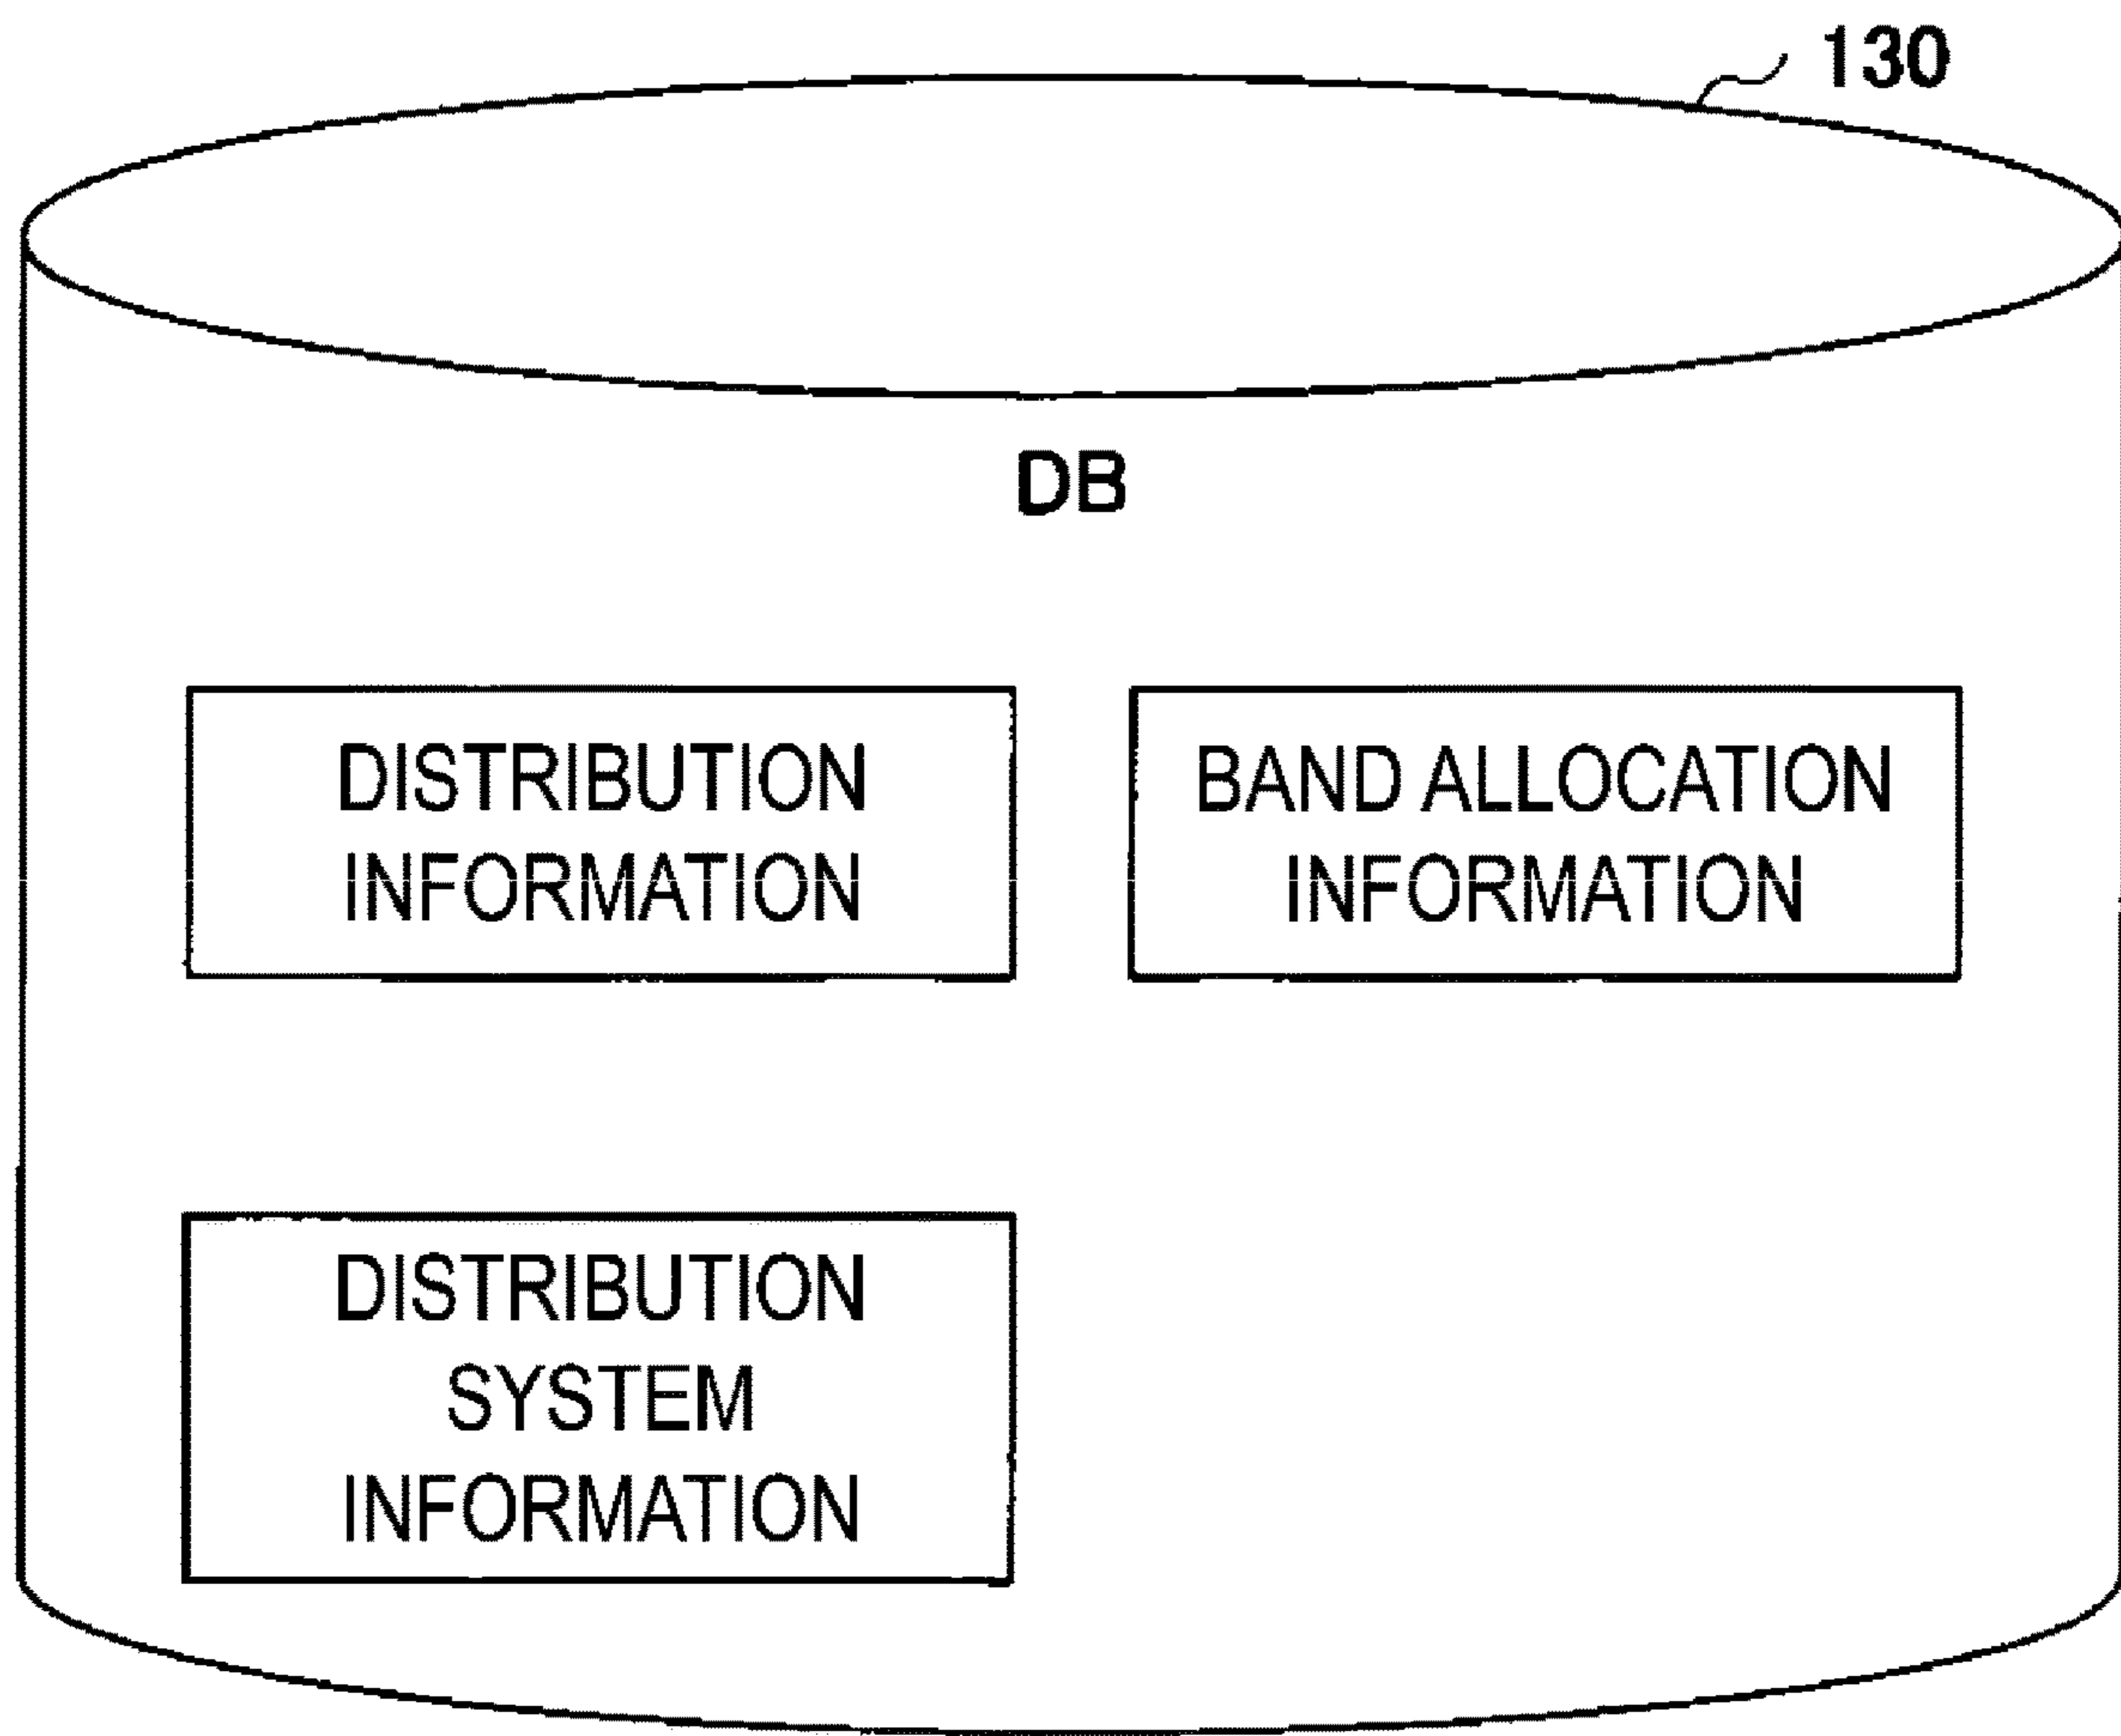 130
DB
DISTRIBUTION
INFORMATION
BAND ALLOCATION
INFORMATION
DISTRIBUTION
SYSTEM
INFORMATION